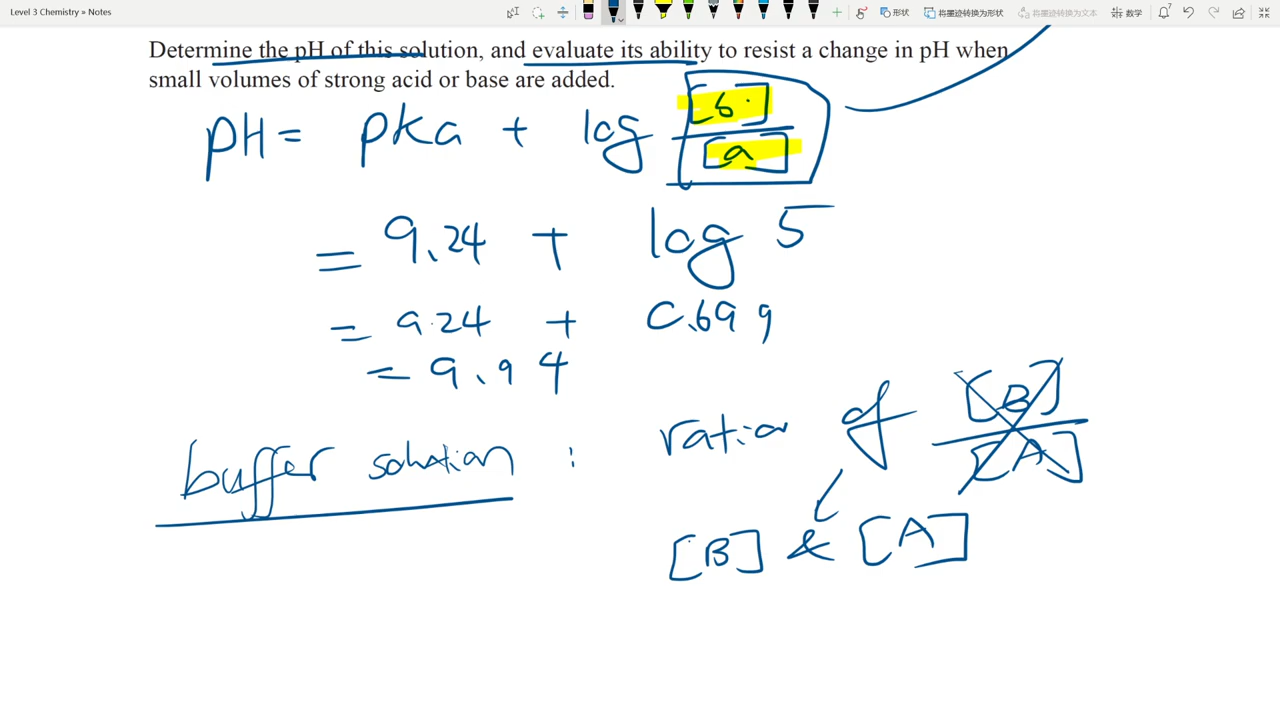 Level 3 Chemistry » Notes
形状 将墨迹转换为形状 将墨迹转换为文本 数学
Determine the pH of this solution, and evaluate its ability to resist a change in pH when
small volumes of strong acid or base are added.
pH = pka + log [b] / [a]
= 9.24 + log 5
= 9.24 + 0.699
= 9.94
buffer solution : ratio of [B] / [A]
[B] & [A]